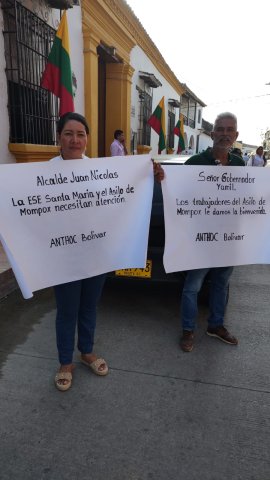 Alcalde Juan Nicolas
La ESE Santa Maria y el Asilo de
Mompox necesitan atención.
ANTHOC Bolívar
Señor Gobernador
Yamil.
Los trabajadores del Asilo de
Mompox le damos la bienvenida.
ANTHOC Bolívar